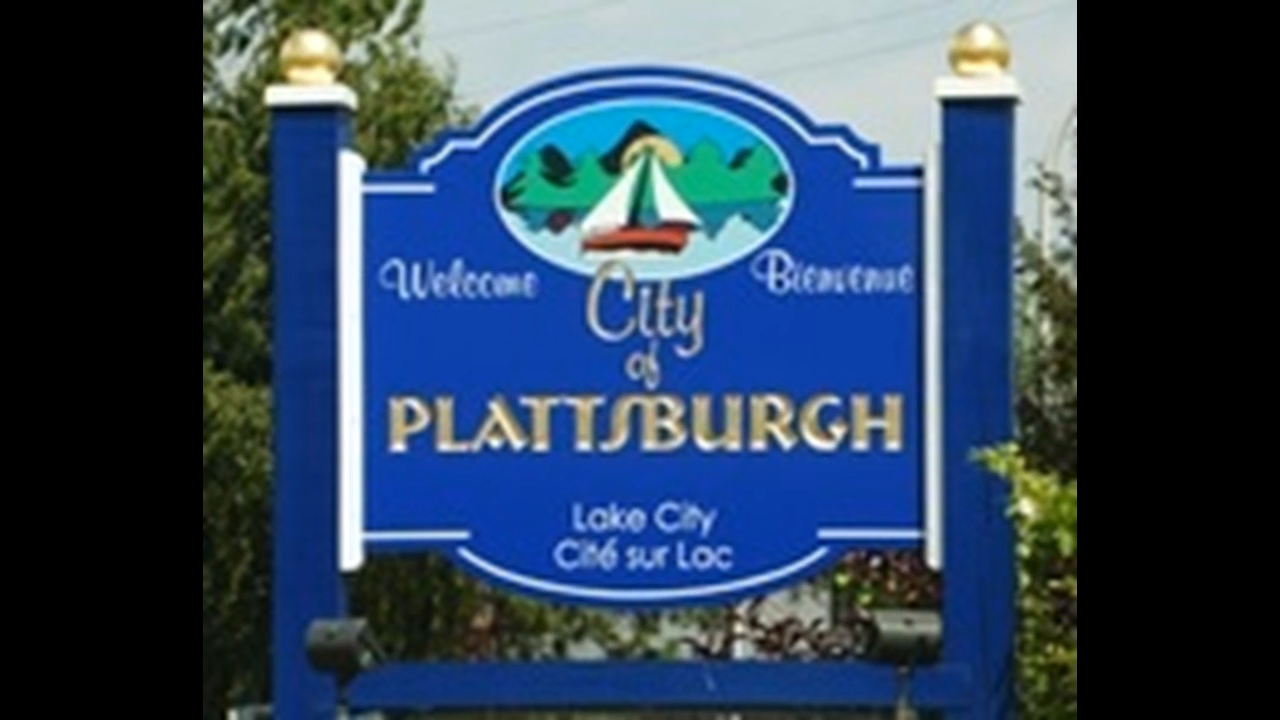 Welcome Bienvenue
City
of
PLATTSBURGH
Lake City
Cité sur Lac